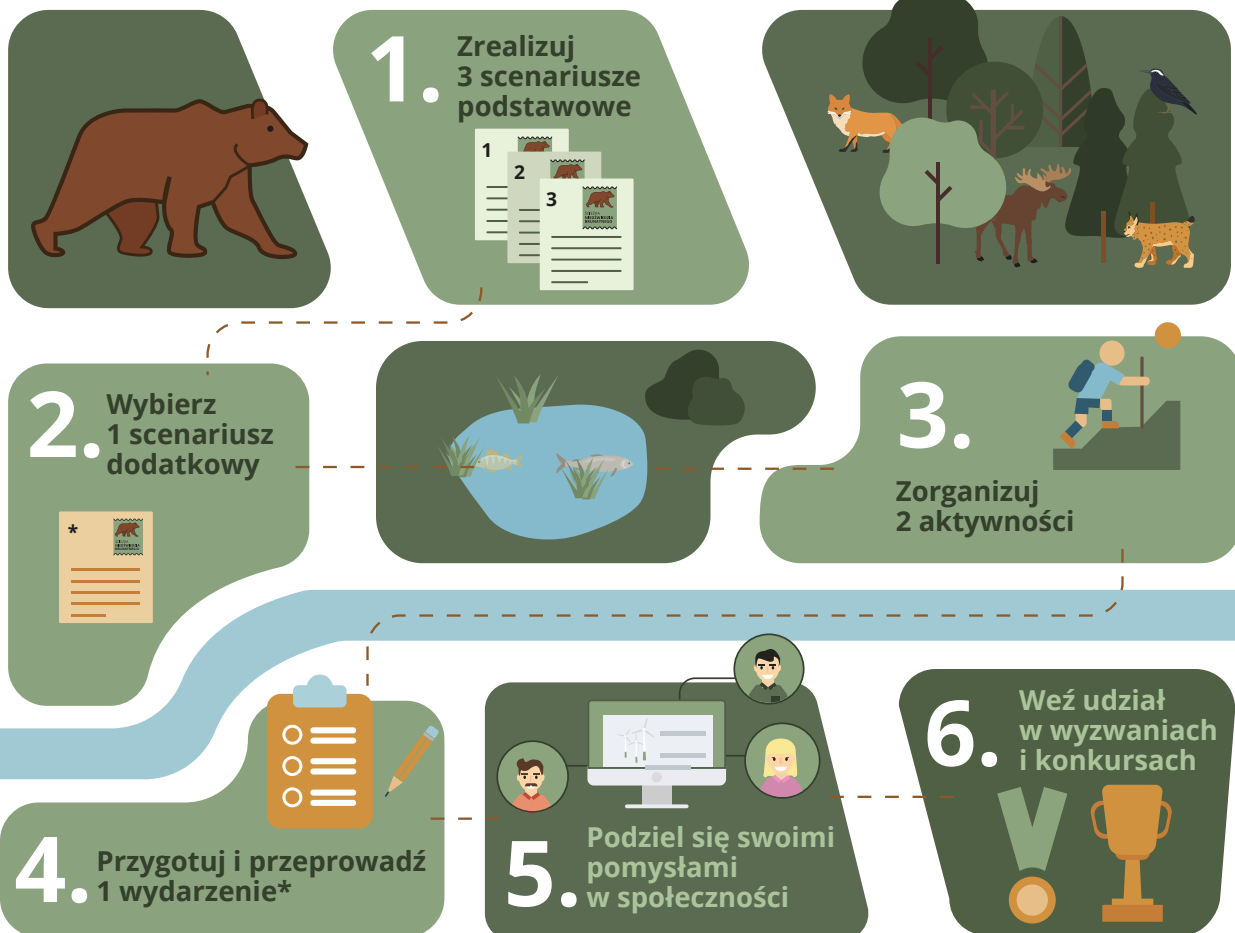 1.
Zrealizuj
3 scenariusze
podstawowe
1
2
3
2.
Wybierz
1 scenariusz
dodatkowy
*
3.
Zorganizuj
2 aktywności
4.
Przygotuj i przeprowadź
1 wydarzenie*
5.
Podziel się swoimi
pomysłami
w społeczności
6.
Weź udział
w wyzwaniach
i konkursach